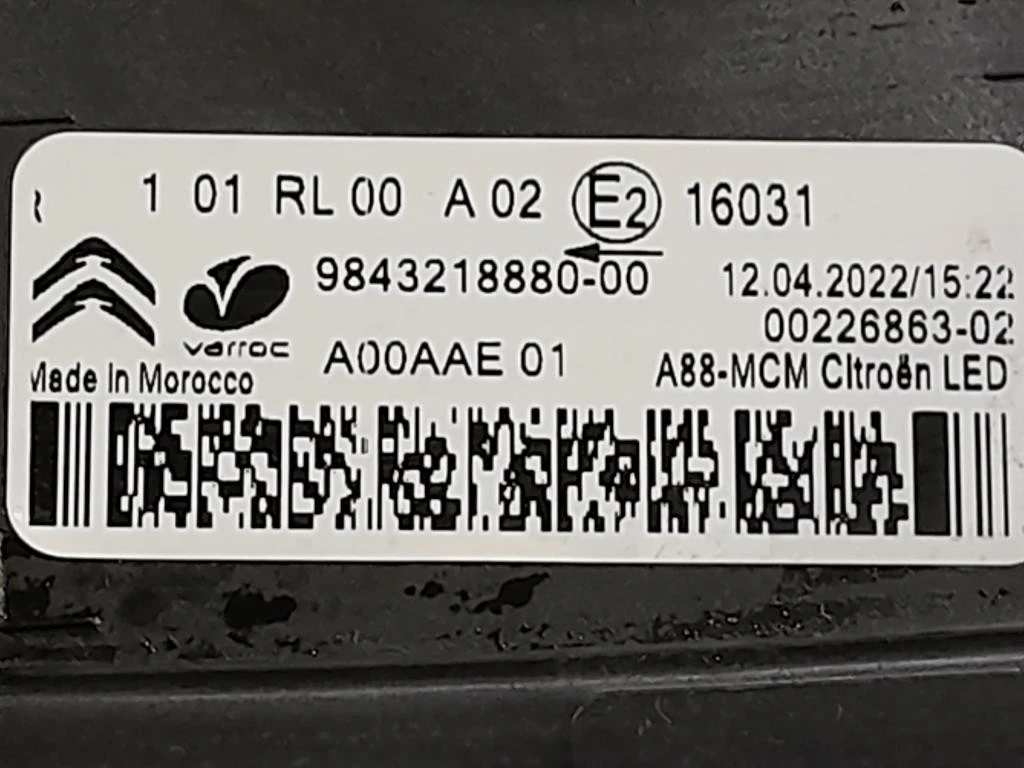 1 01 RL 00 A 02 E2 16031
9843218880-00 12.04.2022/15:22
00226863-02
varroc A00AAE 01 A88-MCM Citroën LED
Made In Morocco